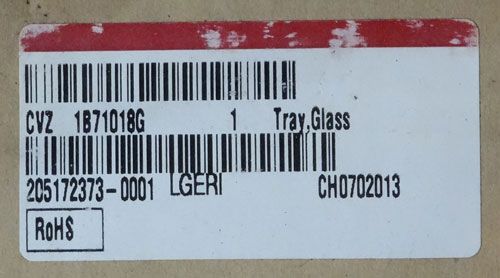 CVZ 1B71018G 1 Tray,Glass
205172373-0001 LGERI CH0702013
RoHS